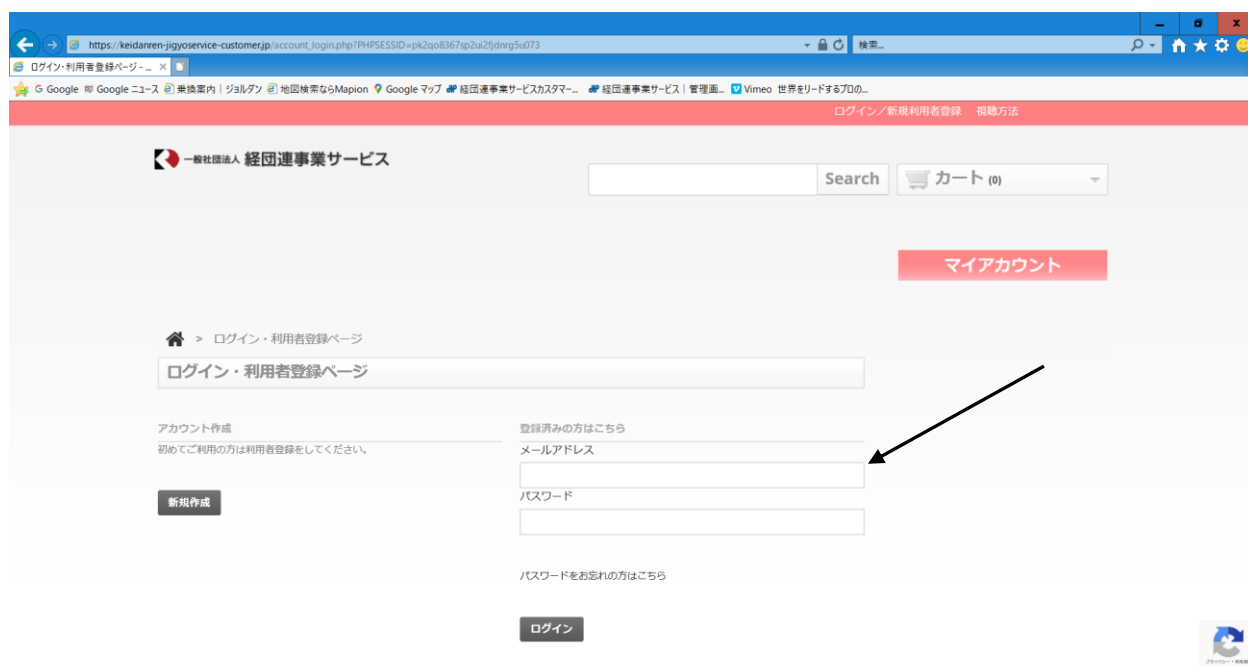 https://keidanren-jigyoservice-customer.jp/account_login.php?PHPSESSID=pk2qo8367sp2ui2fjdnrg5u073
検索...
ログイン・利用者登録ページ - ...
Google Google ニュース 乗換案内｜ジョルダン 地図検索ならMapion Google マップ 経団連事業サービスカスタマー... 経団連事業サービス｜管理画... Vimeo 世界をリードするプロの...
ログイン／新規利用者登録 視聴方法
一般社団法人 経団連事業サービス
Search カート (0)
マイアカウント
> ログイン・利用者登録ページ
ログイン・利用者登録ページ
アカウント作成
初めてご利用の方は利用者登録をしてください。
新規作成
登録済みの方はこちら
メールアドレス
パスワード
パスワードをお忘れの方はこちら
ログイン